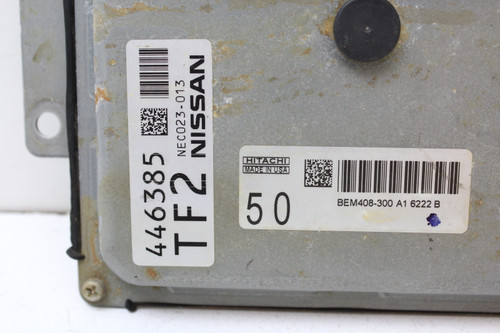 446385
NEC023-013
TF2 NISSAN
HITACHI
MADE IN USA
50
BEM408-300 A1 6222 B